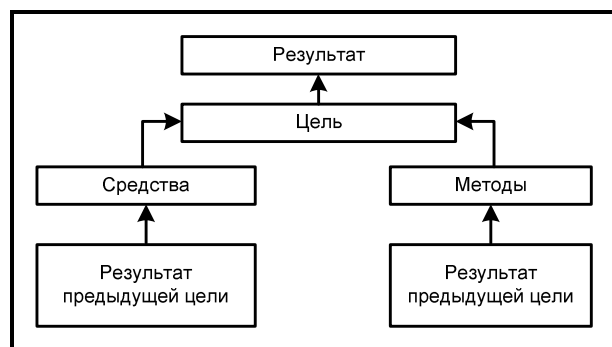 Результат
Цель
Средства
Методы
Результат
предыдущей цели
Результат
предыдущей цели